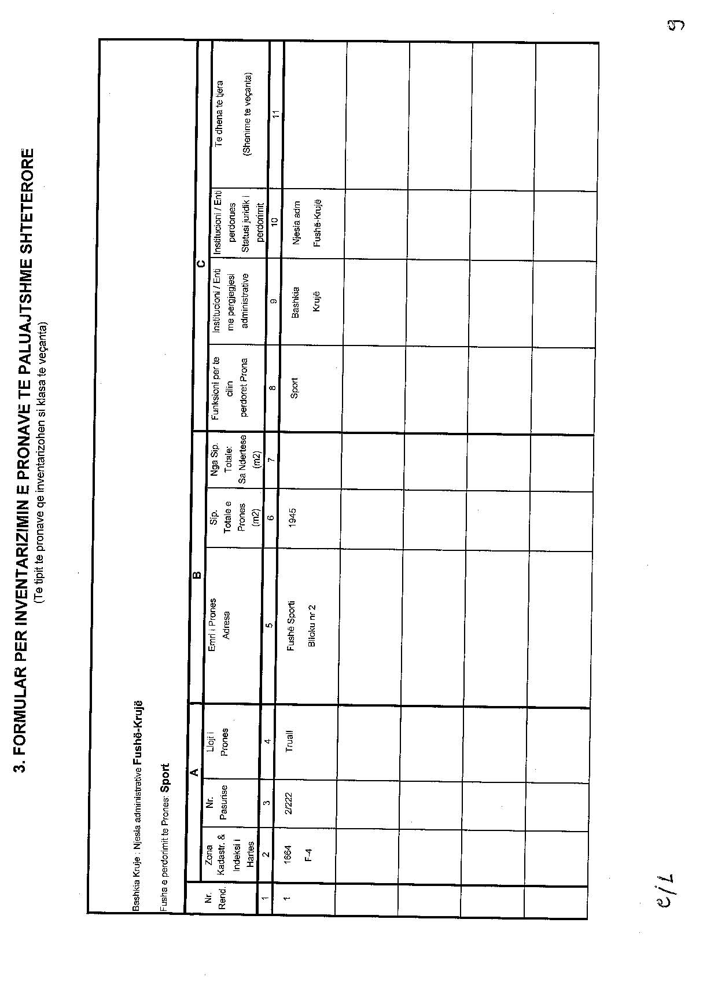 3. FORMULAR PER INVENTARIZIMIN E PRONAVE TE PALUAJTSHME SHTETERORE
(Te tipit te pronave qe inventarizohen si klasa te veçanta)
Bashkia Kruje : Njesia administrative Fushë-Krujë
Fusha e perdorimit te Prones: Sport
A B C
Nr. Rend.
Zona Kadastr. & Indeksi i Hartes
Nr. Pasurise
Lloji i Prones
Emri i Prones Adresa
Sip. Totale e Prones (m2)
Nga Sip. Totale: Sa Ndertese (m2)
Funksioni per te cilin perdoret Prona
Institucioni / Enti me pergjegjesi administrative
Institucioni / Enti perdorues Statusi juridik i perdorimit
Te dhena te tjera (Shenime te veçanta)
1 2 3 4 5 6 7 8 9 10 11
1 1664 2/222 Truall Fushë Sporti 1945 Sport Bashkia Njesia adm
F-4 Blloku nr 2 Krujë Fushë-Krujë